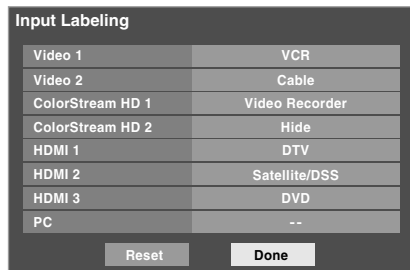 Input Labeling
Video 1 VCR
Video 2 Cable
ColorStream HD 1 Video Recorder
ColorStream HD 2 Hide
HDMI 1 DTV
HDMI 2 Satellite/DSS
HDMI 3 DVD
PC --
Reset Done